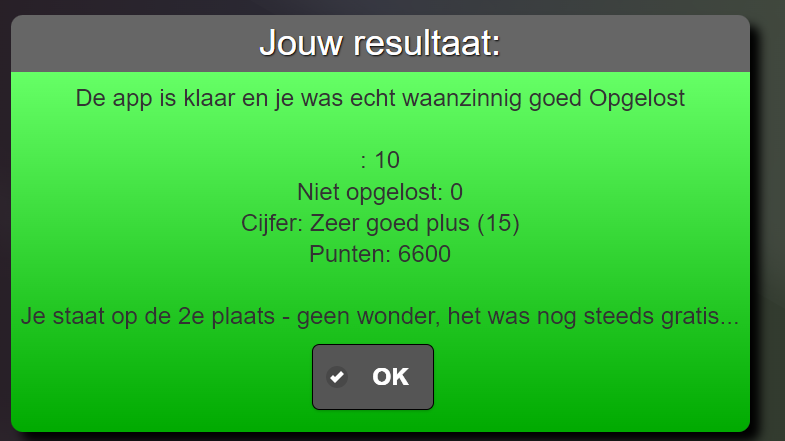 Jouw resultaat:
De app is klaar en je was echt waanzinnig goed Opgelost
: 10
Niet opgelost: 0
Cijfer: Zeer goed plus (15)
Punten: 6600
Je staat op de 2e plaats - geen wonder, het was nog steeds gratis...
OK